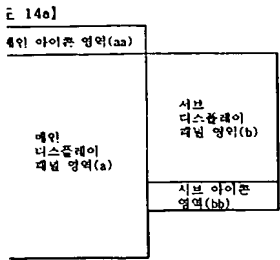 14a】
메인 아이콘 영역(aa)
메인
디스플레이
패널 영역(a)
서브
디스플레이
패널 영역(b)
서브 아이콘
영역(bb)